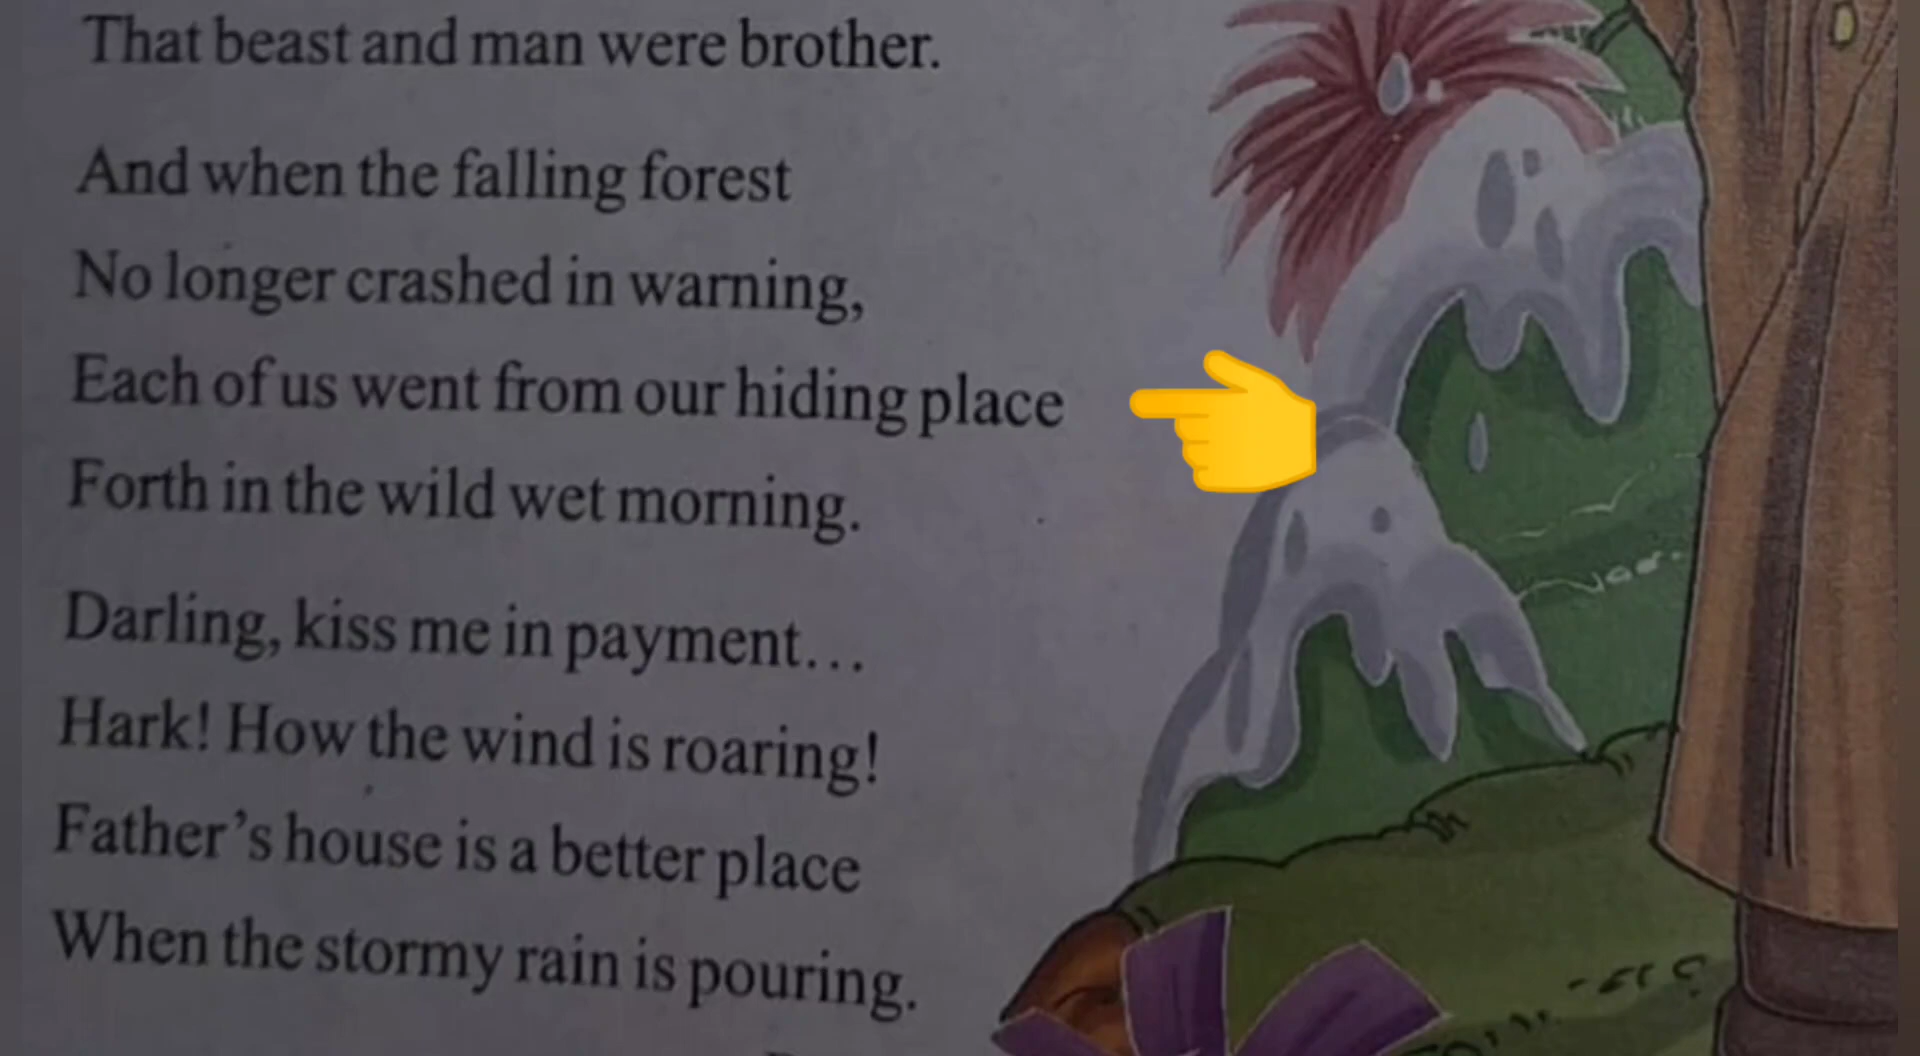 That beast and man were brother.
And when the falling forest
No longer crashed in warning,
Each of us went from our hiding place
Forth in the wild wet morning.
Darling, kiss me in payment...
Hark! How the wind is roaring!
Father's house is a better place
When the stormy rain is pouring.